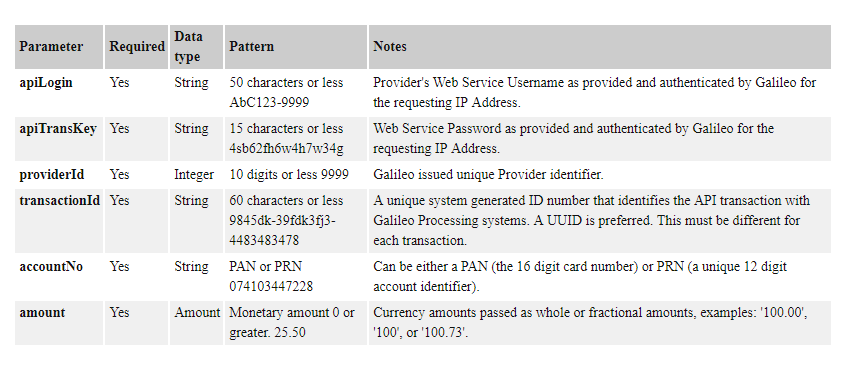 Parameter Required Data type Pattern Notes
apiLogin Yes String 50 characters or less Provider's Web Service Username as provided and authenticated by Galileo for
AbC123-9999 the requesting IP Address.
apiTransKey Yes String 15 characters or less Web Service Password as provided and authenticated by Galileo for the
4sb62fh6w4h7w34g requesting IP Address.
providerId Yes Integer 10 digits or less 9999 Galileo issued unique Provider identifier.
transactionId Yes String 60 characters or less A unique system generated ID number that identifies the API transaction with
9845dk-39fdk3fj3- Galileo Processing systems. A UUID is preferred. This must be different for
4483483478 each transaction.
accountNo Yes String PAN or PRN Can be either a PAN (the 16 digit card number) or PRN (a unique 12 digit
074103447228 account identifier).
amount Yes Amount Monetary amount 0 or Currency amounts passed as whole or fractional amounts, examples: '100.00',
greater. 25.50 '100', or '100.73'.